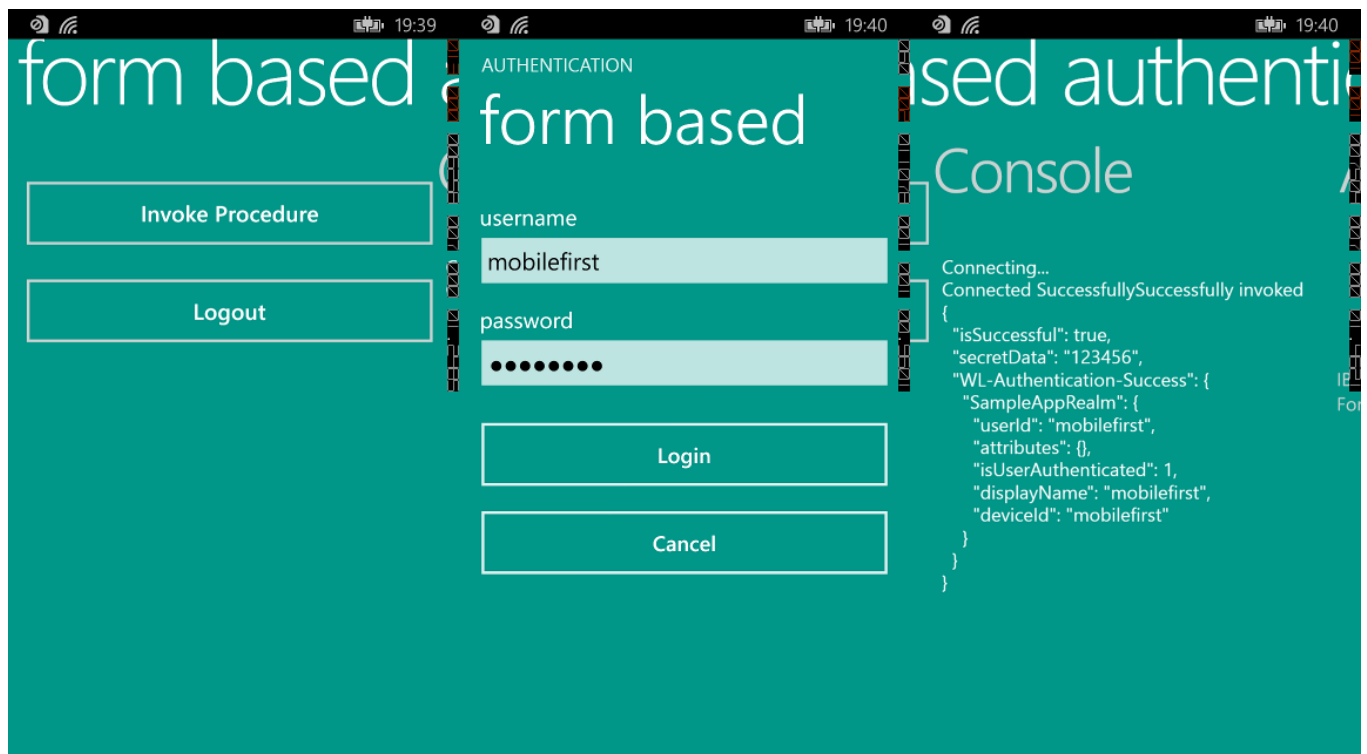 19:39
form based a
Invoke Procedure
Logout
19:40
AUTHENTICATION
form based
username
mobilefirst
password
••••••••
Login
Cancel
19:40
ased authenti
Console
Connecting...
Connected SuccessfullySuccessfully invoked
{
"isSuccessful": true,
"secretData": "123456",
"WL-Authentication-Success": {
"SampleAppRealm": {
"userId": "mobilefirst",
"attributes": {},
"isUserAuthenticated": 1,
"displayName": "mobilefirst",
"deviceId": "mobilefirst"
}
}
}
For